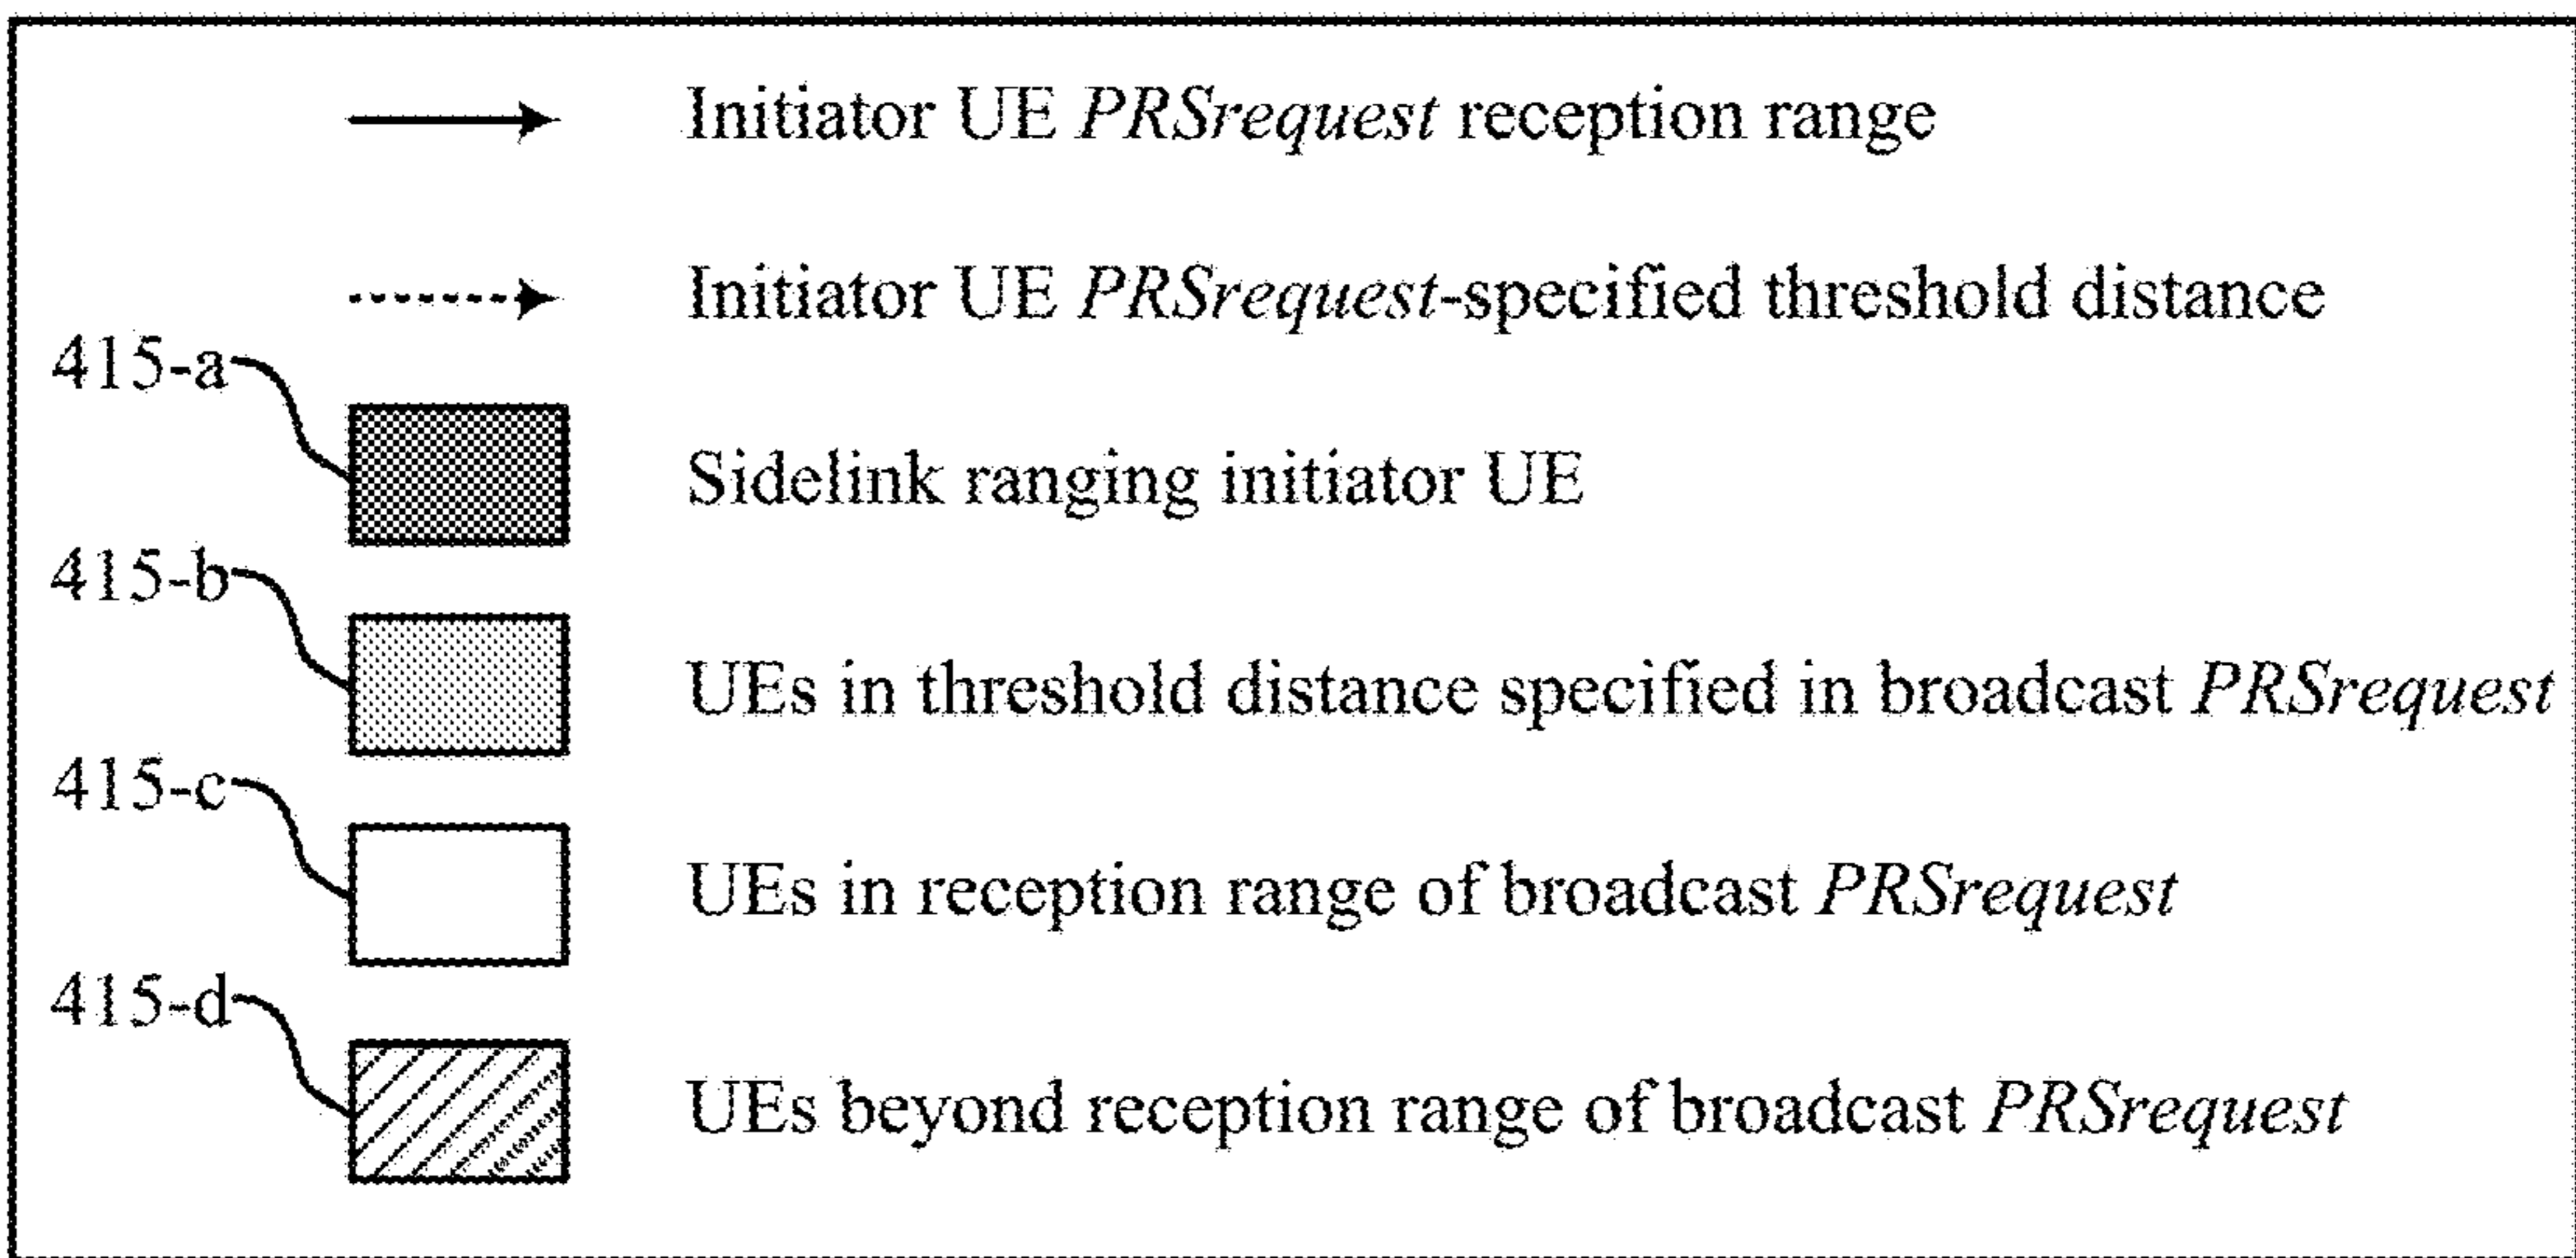 Initiator UE PRSrequest reception range
Initiator UE PRSrequest-specified threshold distance
415-a
Sidelink ranging initiator UE
415-b
UEs in threshold distance specified in broadcast PRSrequest
415-c
UEs in reception range of broadcast PRSrequest
415-d
UEs beyond reception range of broadcast PRSrequest